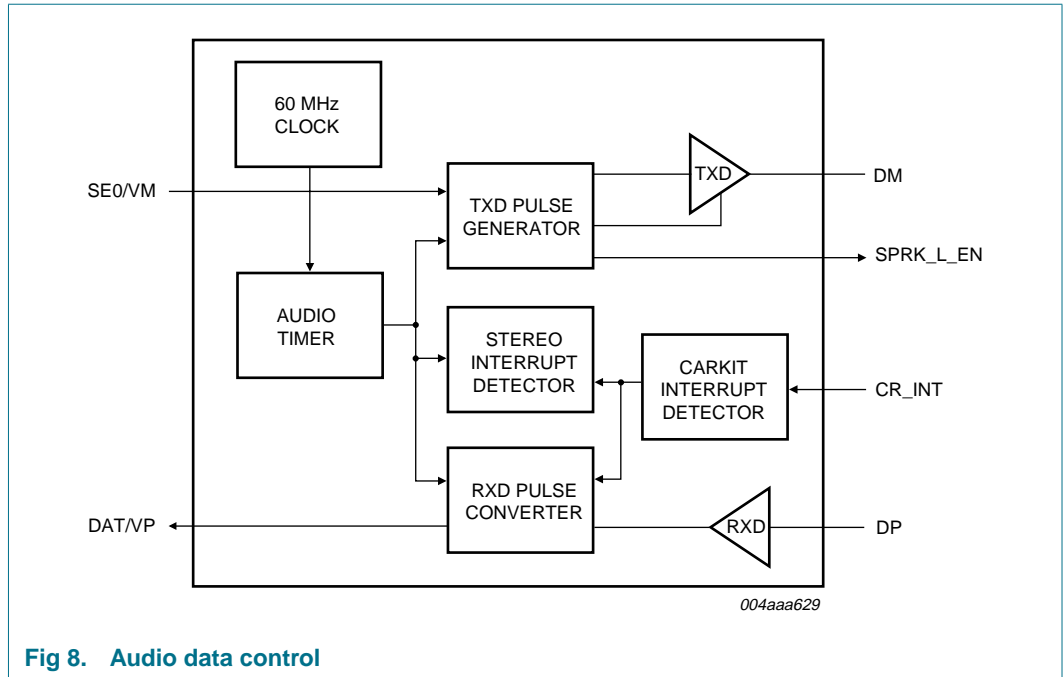 60 MHz
CLOCK
SE0/VM
TXD PULSE
GENERATOR
TXD
DM
SPRK_L_EN
AUDIO
TIMER
STEREO
INTERRUPT
DETECTOR
CARKIT
INTERRUPT
DETECTOR
CR_INT
RXD PULSE
CONVERTER
DAT/VP
RXD
DP
004aaa629
Fig 8. Audio data control